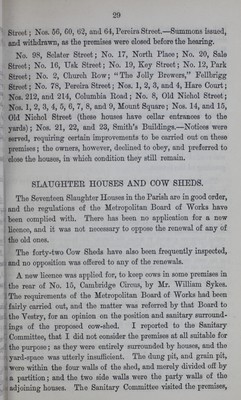 29
Street; Nos. 56, 60, 62, and 64, Pereira Street.—Summons issued,
and withdrawn, as the premises were closed before the hearing.
No. 98, Sclater Street; No. 17, North Place; No. 20, Sale
Street; No. 16, Usk Street; No. 19, Key Street; No. 12, Park
Street; No. 2, Church Row; "The Jolly Brewers," Fellbrigg
Street; No. 78, Pereira Street; Nos. 1, 2, 3, and 4, Hare Court;
Nos. 212, and 214, Columbia Road; No. 8, Old Nichol Street;
Nos. 1, 2, 3, 4, 5, 6, 7, 8, and 9, Mount Square; Nos. 14, and 15,
Old Nichol Street (these houses have cellar entrances to the
yards); Nos. 21, 22, and 23, Smith's Buildings.—Notices were
served, requiring certain improvements to be carried out on these
premises; the owners, however, declined to obey, and preferred to
close the houses, in which condition they still remain.
SLAUGHTER HOUSES AND COW SHEDS.
The Seventeen Slaughter Houses in the Parish are in good order,
and the regulations of the Metropolitan Board of Works have
been complied with. There has been no application for a new
licence, and it was not necessary to oppose the renewal of any of
the old ones.
The forty-two Cow Sheds have also been frequently inspected,
and no opposition was offered to any of the renewals.
A new licence was applied for, to keep cows in some premises in
the rear of No. 15, Cambridge Circus, by Mr. William Sykes.
The requirements of the Metropolitan Board of Works had been
fairly carried out, and the matter was referred by that Board to
the Vestry, for an opinion on the position and sanitary surround-
ings of the proposed cow-shed. I reported to the Sanitary
Committee, that I did not consider the premises at all suitable for
the purpose; as they were entirely surrounded by houses, and the
yard-space was utterly insufficient. The dung pit, and grain pit,
were within the four walls of the shed, and merely divided off by
a partition; and the two side walls were the party walls of the
adjoining houses. The Sanitary Committee visited the premises,